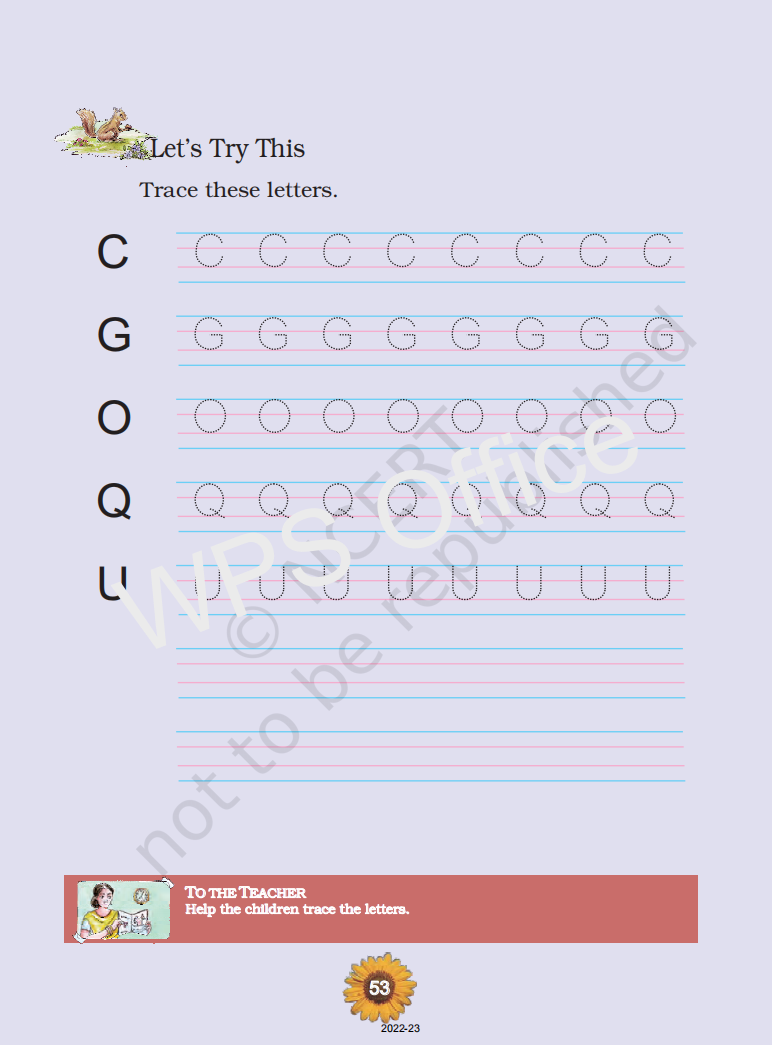 Let's Try This
Trace these letters.
C C C C C C C C C
G G G G G G G G G
O O O O O O O O O
Q Q Q Q Q Q Q Q Q
U U U U U U U U U
© NCERT
not to be republished
WPS Office
TO THE TEACHER
Help the children trace the letters.
53
2022-23